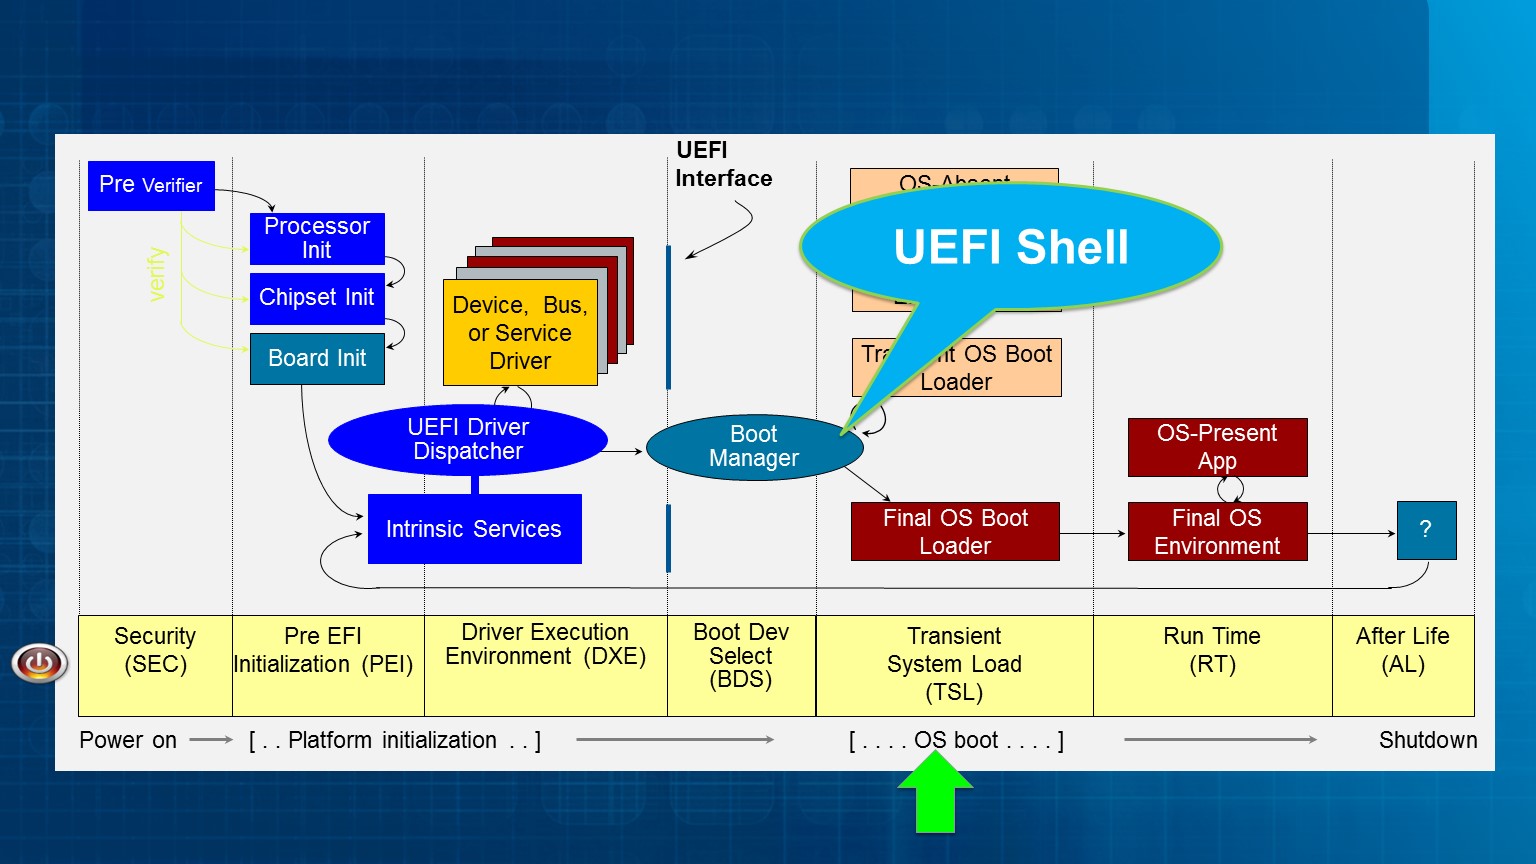 UEFI
Interface
Pre Verifier
OS-Absent
Processor
Init
UEFI Shell
verify
Chipset Init
Device, Bus,
or Service
Driver
Board Init
OS Boot
Loader
UEFI Driver
Dispatcher
Boot
Manager
OS-Present
App
Intrinsic Services
Final OS Boot
Loader
Final OS
Environment
?
Security
(SEC)
Pre EFI
Initialization (PEI)
Driver Execution
Environment (DXE)
Boot Dev
Select
(BDS)
Transient
System Load
(TSL)
Run Time
(RT)
After Life
(AL)
Power on
[ . . Platform initialization . . ]
[ . . . . OS boot . . . . ]
Shutdown